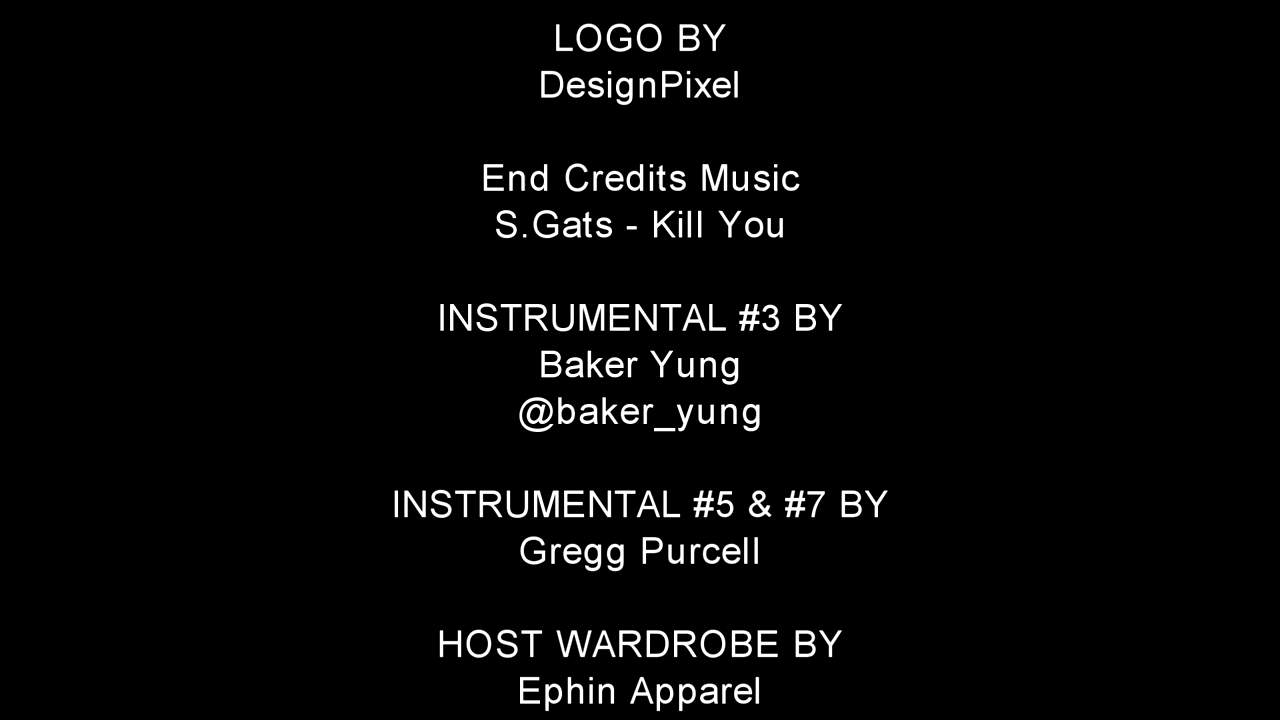 LOGO BY
DesignPixel
End Credits Music
S.Gats - Kill You
INSTRUMENTAL #3 BY
Baker Yung
@baker_yung
INSTRUMENTAL #5 & #7 BY
Gregg Purcell
HOST WARDROBE BY
Ephin Apparel